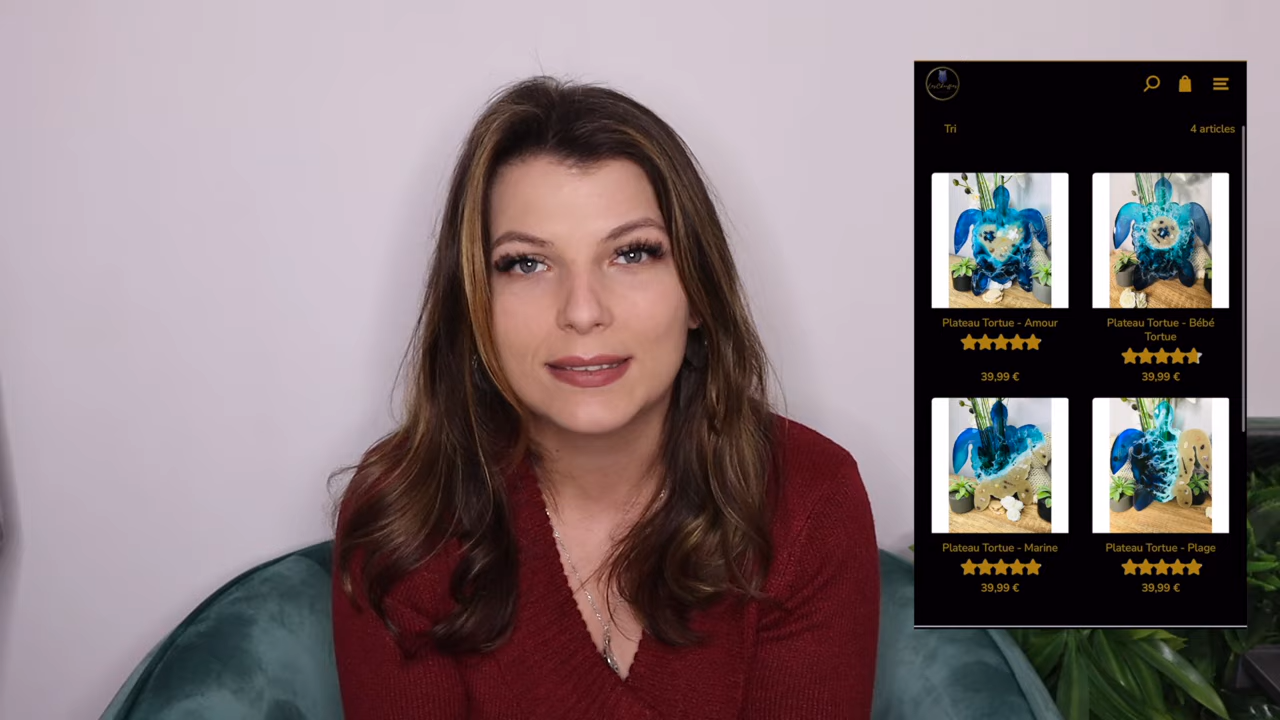 Tri
4 articles
Plateau Tortue - Amour
39,99 €
Plateau Tortue - Bébé
Tortue
39,99 €
Plateau Tortue - Marine
39,99 €
Plateau Tortue - Plage
39,99 €